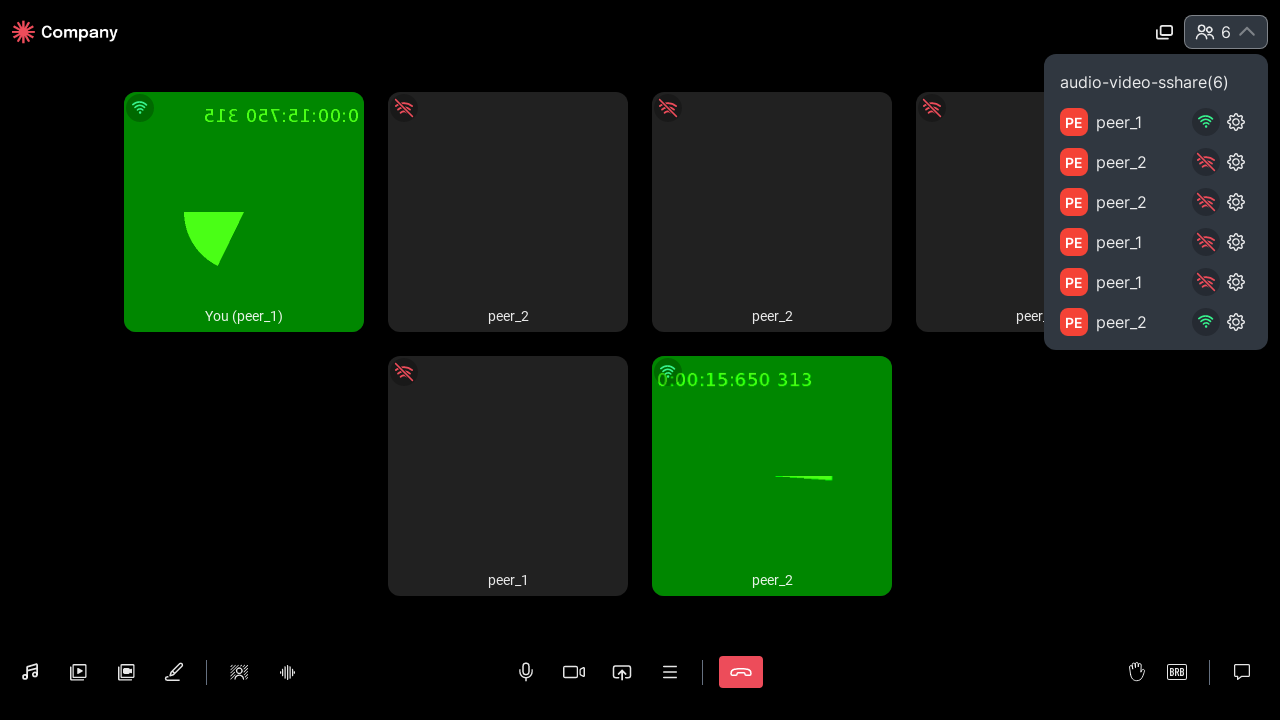 Company
6
audio-video-sshare(6)
PE peer_1
PE peer_2
PE peer_2
PE peer_1
PE peer_1
PE peer_2
0:00:15:750 315
You (peer_1)
peer_2
peer_2
peer_
peer_1
0:00:15:650 313
peer_2
BRB